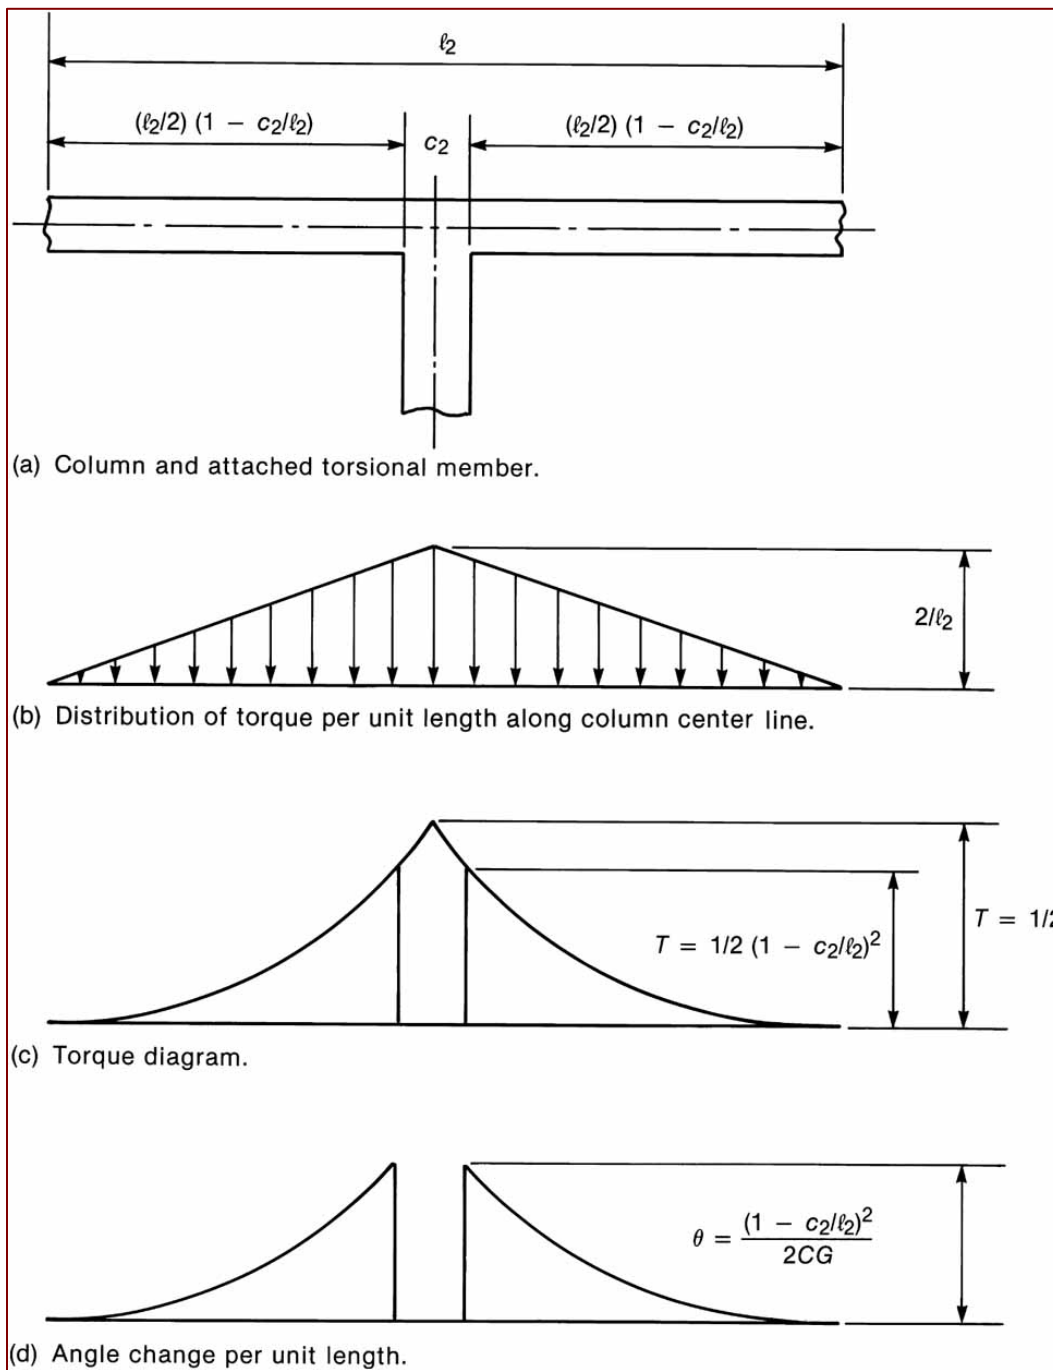 ℓ2
(ℓ2/2) (1 − c2/ℓ2)
c2
(ℓ2/2) (1 − c2/ℓ2)
(a) Column and attached torsional member.
2/ℓ2
(b) Distribution of torque per unit length along column center line.
T = 1/2
T = 1/2 (1 − c2/ℓ2)2
(c) Torque diagram.
θ = (1 − c2/ℓ2)2
2CG
(d) Angle change per unit length.